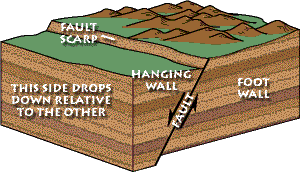 FAULT
SCARP
HANGING
WALL
FOOT
WALL
THIS SIDE DROPS
DOWN RELATIVE
TO THE OTHER
FAULT